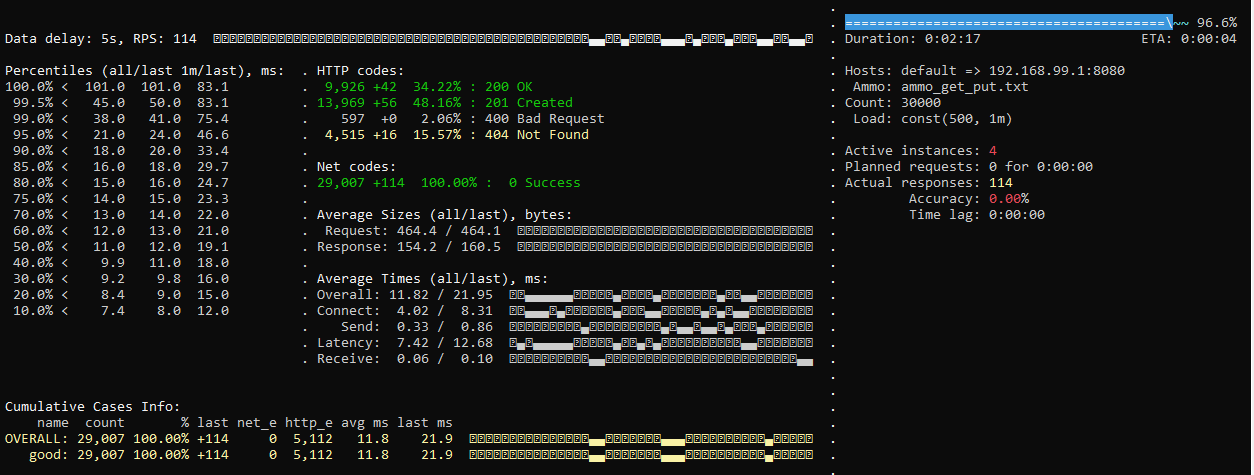 Data delay: 5s, RPS: 114
Percentiles (all/last 1m/last), ms:
100.0% < 101.0 101.0 83.1
99.5% < 45.0 50.0 83.1
99.0% < 38.0 41.0 75.4
95.0% < 21.0 24.0 46.6
90.0% < 18.0 20.0 33.4
85.0% < 16.0 18.0 29.7
80.0% < 15.0 16.0 24.7
75.0% < 14.0 15.0 23.3
70.0% < 13.0 14.0 22.0
60.0% < 12.0 13.0 21.0
50.0% < 11.0 12.0 19.1
40.0% < 9.9 11.0 18.0
30.0% < 9.2 9.8 16.0
20.0% < 8.4 9.0 15.0
10.0% < 7.4 8.0 12.0
. HTTP codes:
. 9,926 +42 34.22% : 200 OK
. 13,969 +56 48.16% : 201 Created
. 597 +0 2.06% : 400 Bad Request
. 4,515 +16 15.57% : 404 Not Found
.
. Net codes:
. 29,007 +114 100.00% : 0 Success
.
. Average Sizes (all/last), bytes:
. Request: 464.4 / 464.1
. Response: 154.2 / 160.5
.
. Average Times (all/last), ms:
. Overall: 11.82 / 21.95
. Connect: 4.02 / 8.31
. Send: 0.33 / 0.86
. Latency: 7.42 / 12.68
. Receive: 0.06 / 0.10
Cumulative Cases Info:
name count % last net_e http_e avg ms last ms
OVERALL: 29,007 100.00% +114 0 5,112 11.8 21.9
good: 29,007 100.00% +114 0 5,112 11.8 21.9
. ========================================\~~ 96.6%
. Duration: 0:02:17 ETA: 0:00:04
.
. Hosts: default => 192.168.99.1:8080
. Ammo: ammo_get_put.txt
. Count: 30000
. Load: const(500, 1m)
.
. Active instances: 4
. Planned requests: 0 for 0:00:00
. Actual responses: 114
. Accuracy: 0.00%
. Time lag: 0:00:00